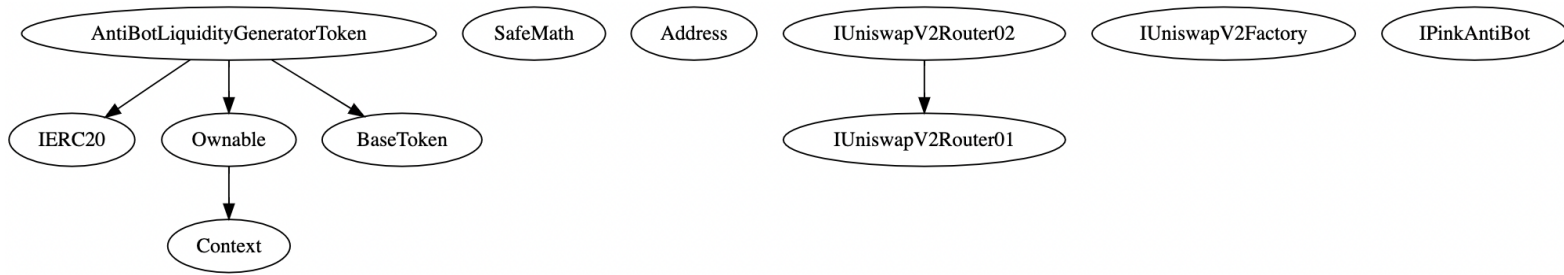 AntiBotLiquidityGeneratorToken
SafeMath
Address
IUniswapV2Router02
IUniswapV2Factory
IPinkAntiBot
IERC20
Ownable
BaseToken
IUniswapV2Router01
Context